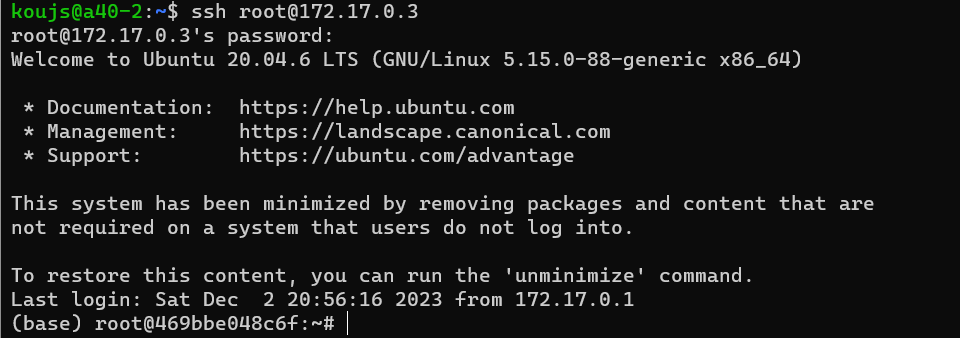 koujs@a40-2:~$ ssh root@172.17.0.3
root@172.17.0.3's password:
Welcome to Ubuntu 20.04.6 LTS (GNU/Linux 5.15.0-88-generic x86_64)

 * Documentation:  https://help.ubuntu.com
 * Management:     https://landscape.canonical.com
 * Support:        https://ubuntu.com/advantage

This system has been minimized by removing packages and content that are
not required on a system that users do not log into.

To restore this content, you can run the 'unminimize' command.
Last login: Sat Dec  2 20:56:16 2023 from 172.17.0.1
(base) root@469bbe048c6f:~#